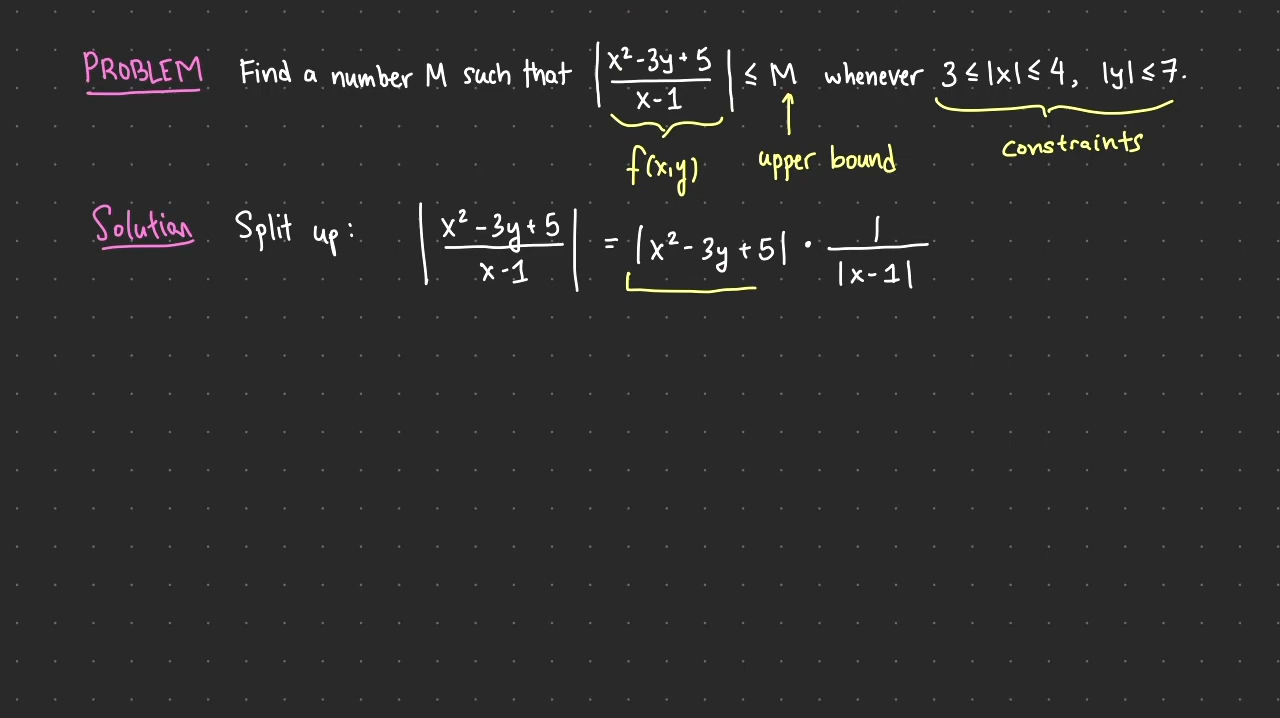 PROBLEM Find a number M such that |x² - 3y + 5 / x - 1| ≤ M whenever 3 ≤ |x| ≤ 4, |y| ≤ 7.
f(x,y) upper bound constraints
Solution Split up: |x² - 3y + 5 / x - 1| = |x² - 3y + 5| · 1 / |x - 1|